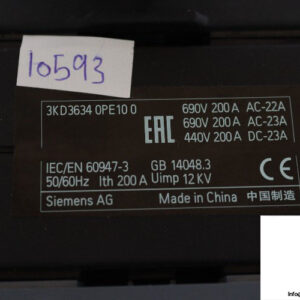 10593
3KD3634 0PE10 0
690V 200 A AC-22A
690V 200 A AC-23A
440V 200 A DC-23A
EAC
IEC/EN 60947-3 GB 14048.3
50/60Hz Ith 200 A Uimp 12 KV
CE
Siemens AG Made in China 中国制造